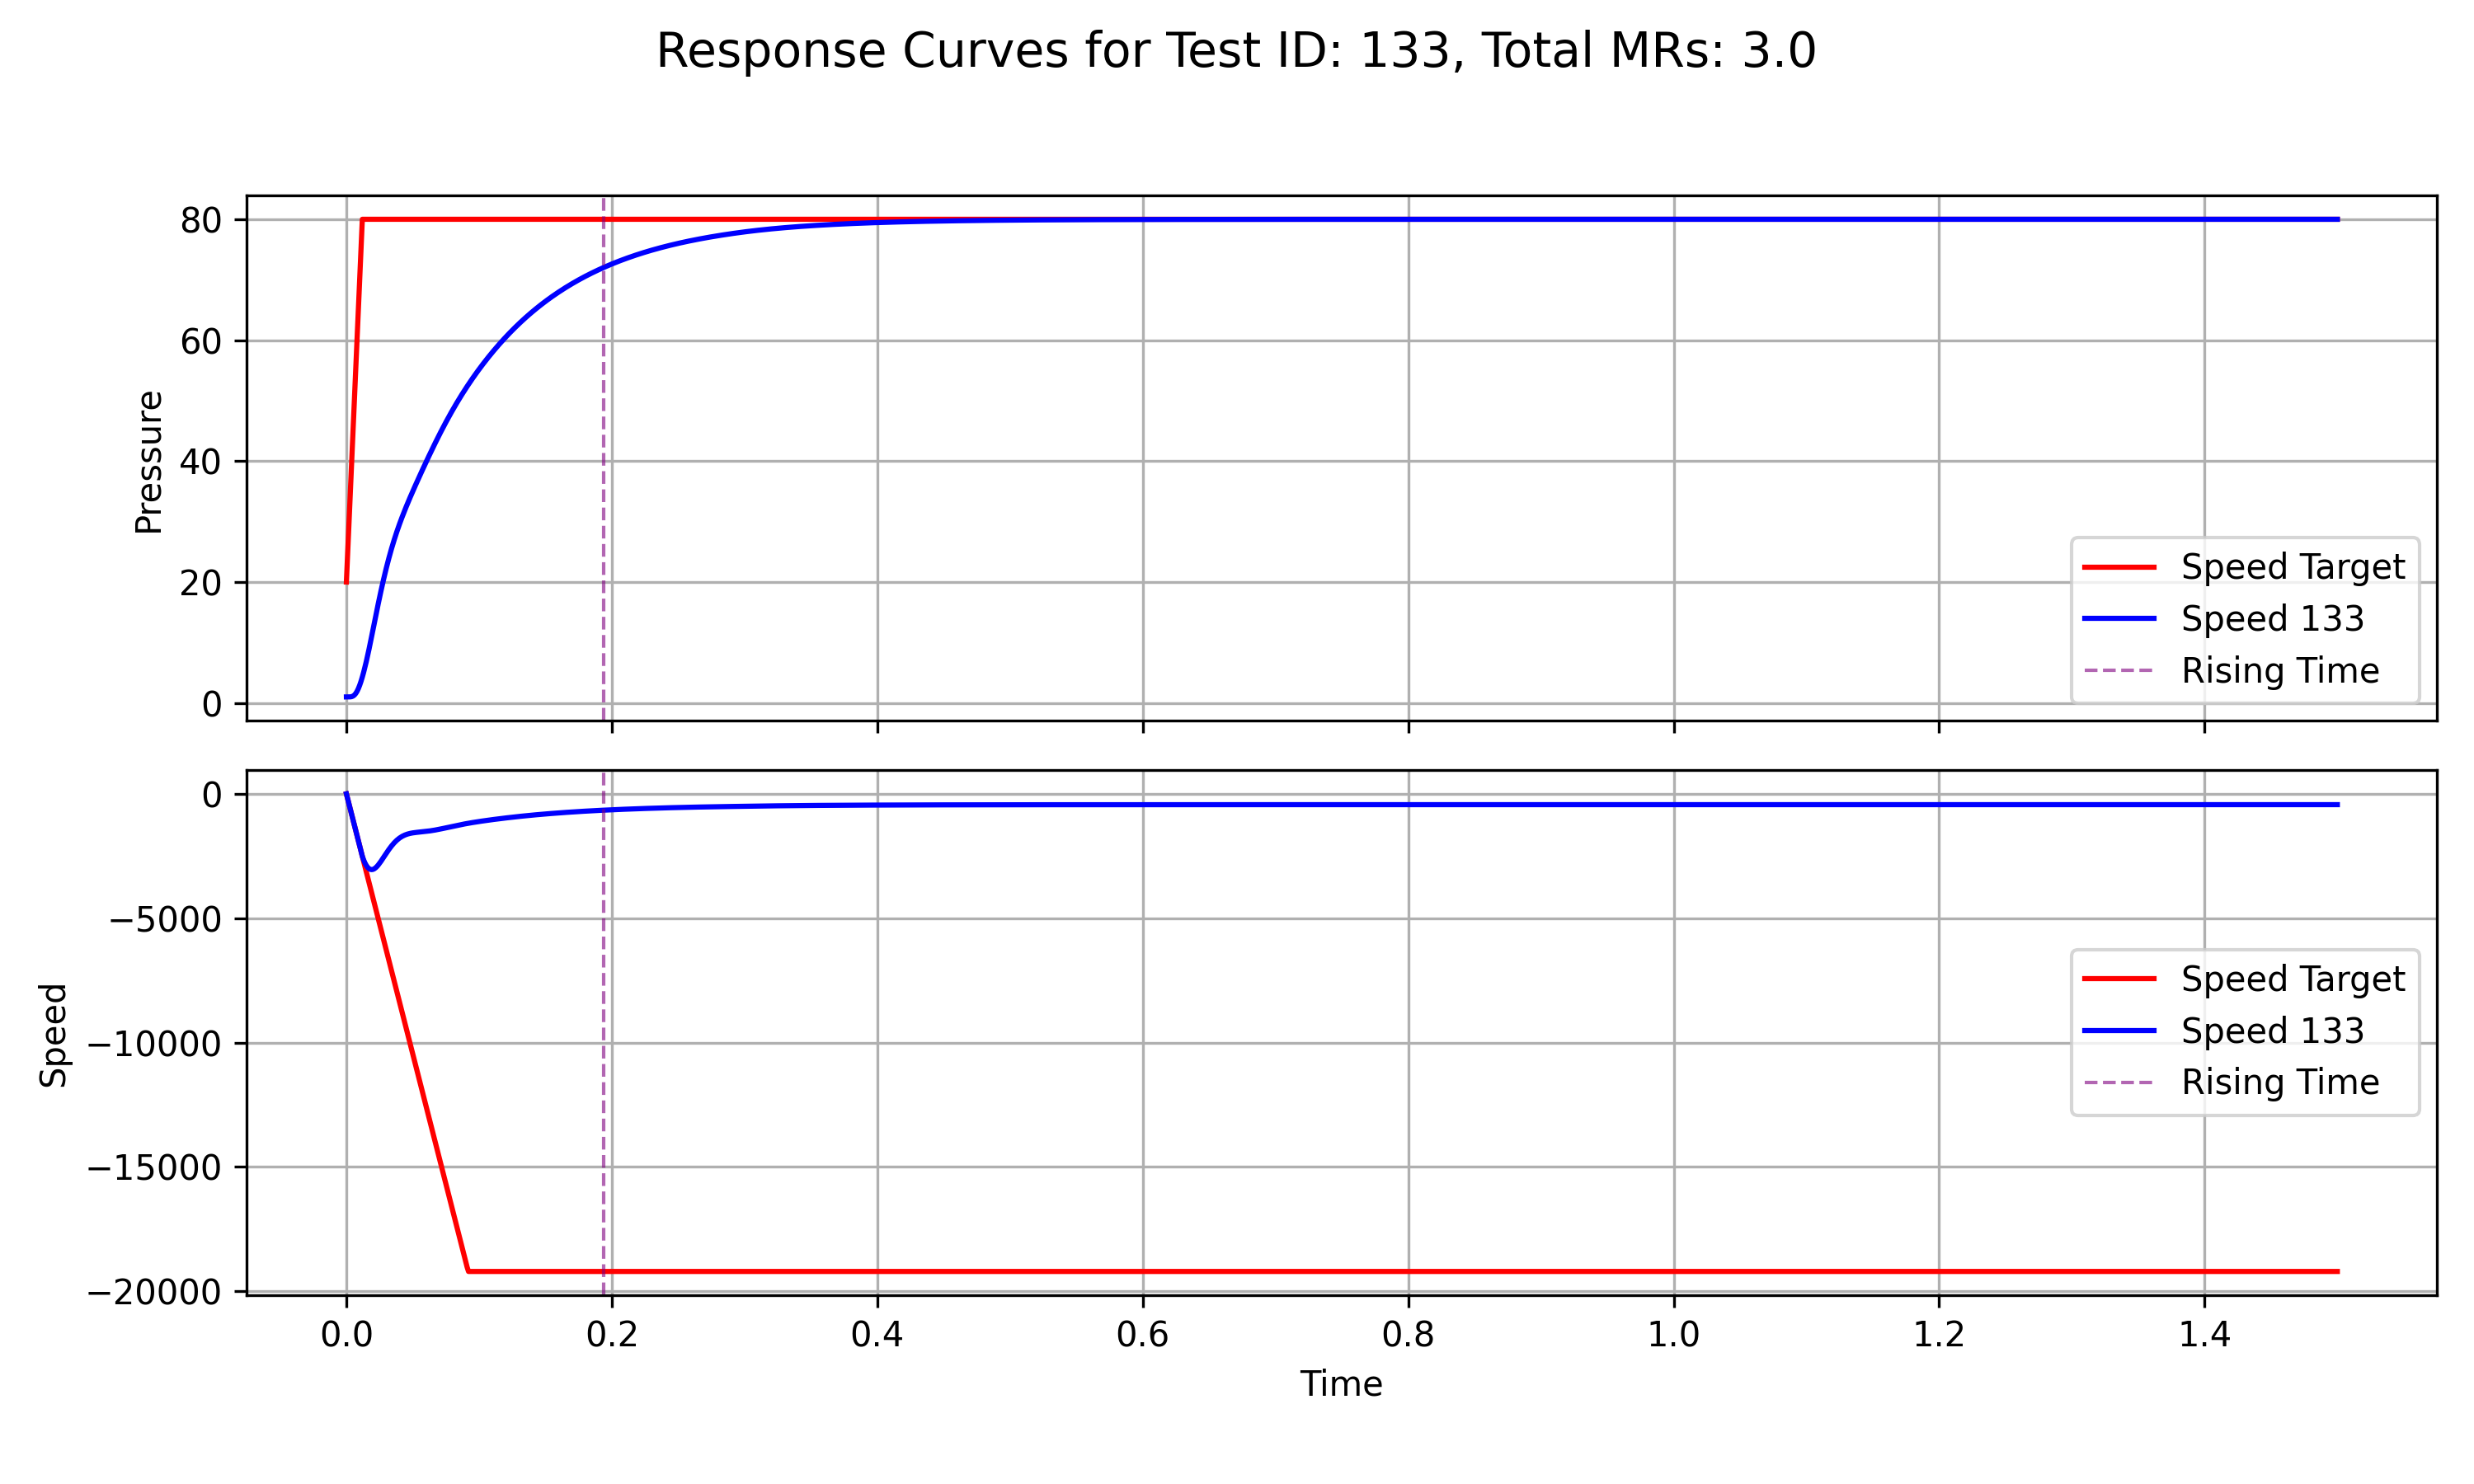 Response Curves for Test ID: 133, Total MRs: 3.0
Pressure
80
60
40
20
0
Speed Target
Speed 133
Rising Time
Speed
0
−5000
−10000
−15000
−20000
Speed Target
Speed 133
Rising Time
0.0 0.2 0.4 0.6 0.8 1.0 1.2 1.4
Time